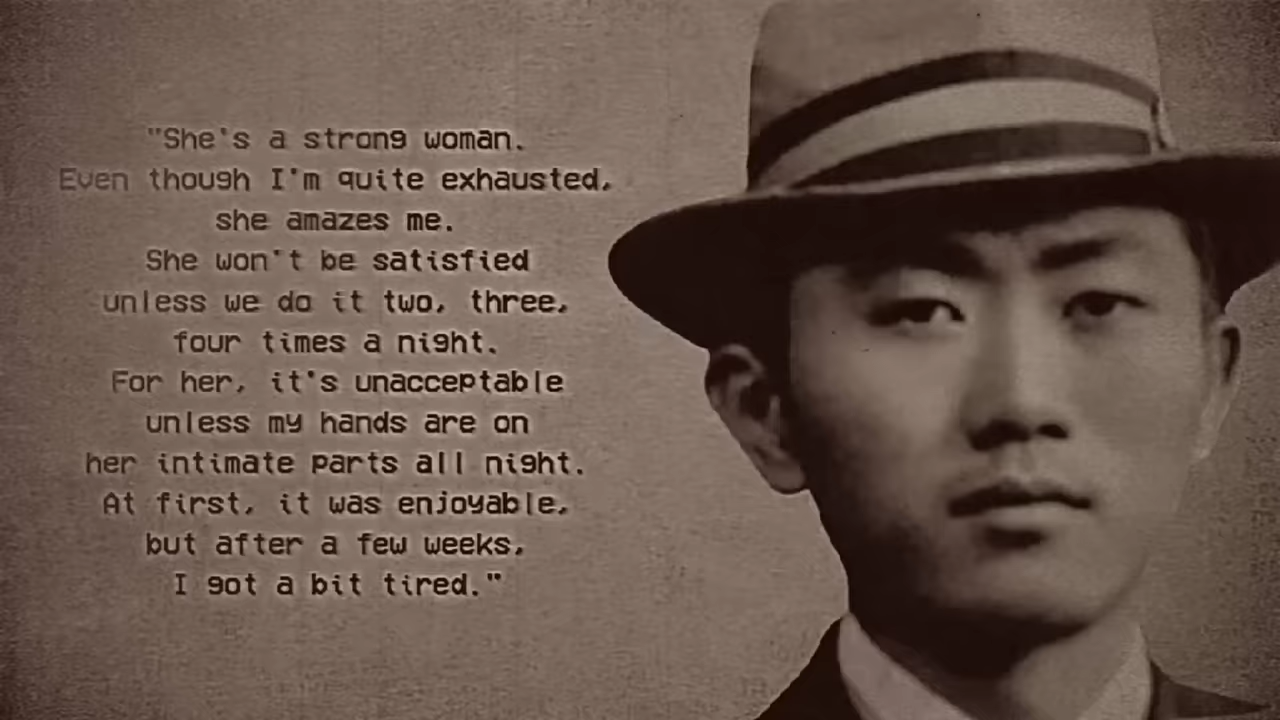 "She's a strong woman.
Even though I'm quite exhausted,
she amazes me.
She won't be satisfied
unless we do it two, three,
four times a night.
For her, it's unacceptable
unless my hands are on
her intimate parts all night.
At first, it was enjoyable,
but after a few weeks,
I got a bit tired."